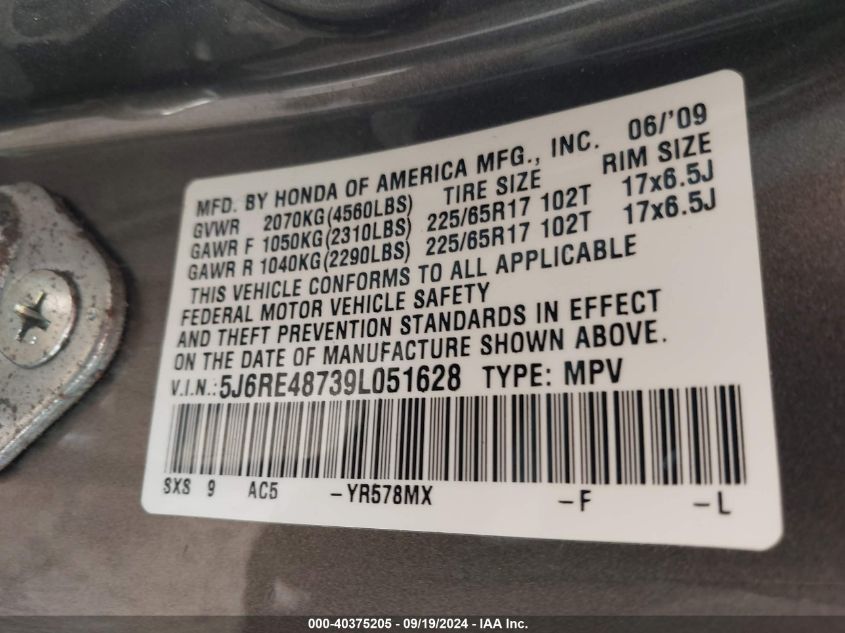 MFD. BY HONDA OF AMERICA MFG., INC. 06/'09
GVWR 2070KG(4560LBS) TIRE SIZE RIM SIZE
GAWR F 1050KG(2310LBS) 225/65R17 102T 17x6.5J
GAWR R 1040KG(2290LBS) 225/65R17 102T 17x6.5J
THIS VEHICLE CONFORMS TO ALL APPLICABLE
FEDERAL MOTOR VEHICLE SAFETY
AND THEFT PREVENTION STANDARDS IN EFFECT
ON THE DATE OF MANUFACTURE SHOWN ABOVE.
V.I.N.:5J6RE48739L051628 TYPE: MPV
SXS 9 AC5 -YR578MX -F -L
000-40375205 - 09/19/2024 - IAA Inc.